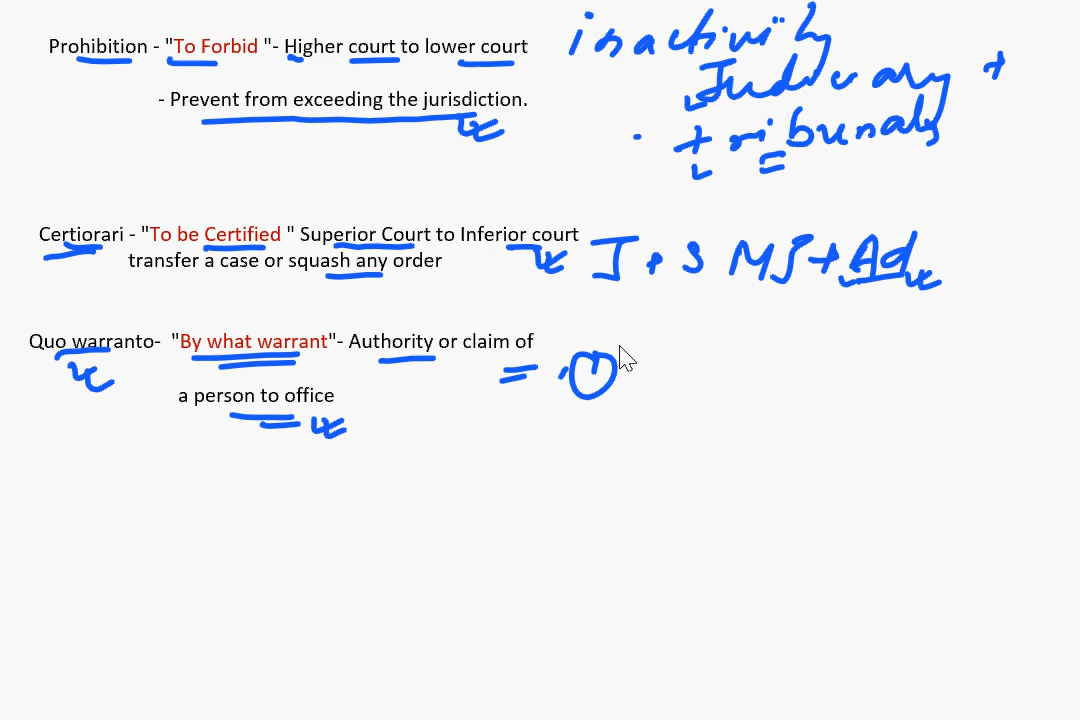 Prohibition - "To Forbid "- Higher court to lower court
inactivity
- Prevent from exceeding the jurisdiction.
Judiciary +
tribunals
Certiorari - "To be Certified " Superior Court to Inferior court
transfer a case or squash any order
Quo warranto- "By what warrant"- Authority or claim of
a person to office